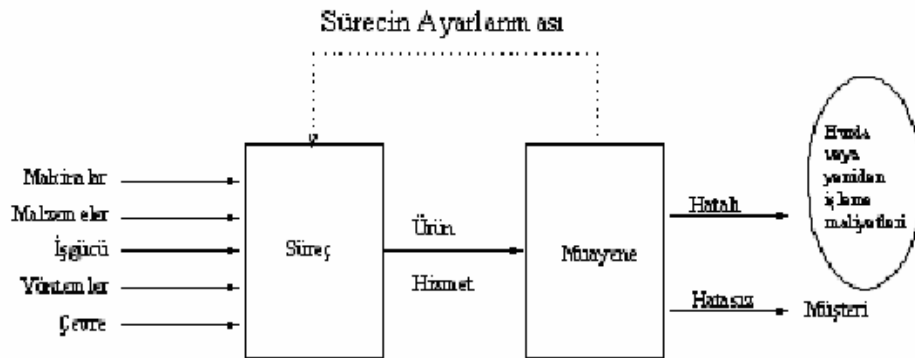 Sürecin Ayarlanması
Makinalar
Malzemeler
İşgücü
Yöntemler
Çevre
Süreç
Ürün
Hizmet
Muayene
Hatalı
Hatasız
Hurda
veya
yeniden
işleme
maliyetleri
Müşteri